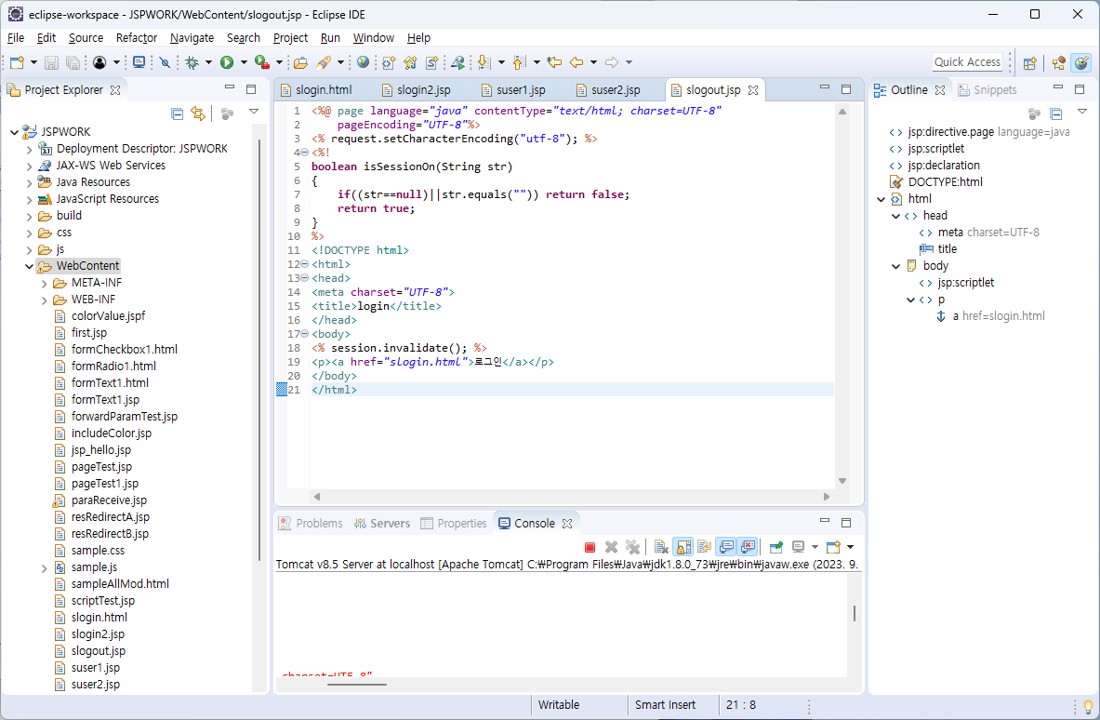 eclipse-workspace - JSPWORK/WebContent/slogout.jsp - Eclipse IDE
File Edit Source Refactor Navigate Search Project Run Window Help
Quick Access
Project Explorer
JSPWORK
Deployment Descriptor: JSPWORK
JAX-WS Web Services
Java Resources
JavaScript Resources
build
css
js
WebContent
META-INF
WEB-INF
colorValue.jspf
first.jsp
formCheckbox1.html
formRadio1.html
formText1.html
formText1.jsp
forwardParamTest.jsp
includeColor.jsp
jsp_hello.jsp
pageTest.jsp
pageTest1.jsp
paraReceive.jsp
resRedirectA.jsp
resRedirectB.jsp
sample.css
sample.js
sampleAllMod.html
scriptTest.jsp
slogin.html
slogin2.jsp
slogout.jsp
suser1.jsp
suser2.jsp
slogin.html slogin2.jsp suser1.jsp suser2.jsp slogout.jsp
1 <%@ page language="java" contentType="text/html; charset=UTF-8"
2 pageEncoding="UTF-8"%>
3 <% request.setCharacterEncoding("utf-8"); %>
4 <%!
5 boolean isSessionOn(String str)
6 {
7 if((str==null)||str.equals("")) return false;
8 return true;
9 }
10 %>
11 <!DOCTYPE html>
12 <html>
13 <head>
14 <meta charset="UTF-8">
15 <title>login</title>
16 </head>
17 <body>
18 <% session.invalidate(); %>
19 <p><a href="slogin.html">로그인</a></p>
20 </body>
21 </html>
Problems Servers Properties Console
Tomcat v8.5 Server at localhost [Apache Tomcat] C:₩Program Files₩Java₩jdk1.8.0_73₩jre₩bin₩javaw.exe (2023. 9.
charset=UTF-8"
Outline Snippets
jsp:directive.page language=java
jsp:scriptlet
jsp:declaration
DOCTYPE:html
html
head
meta charset=UTF-8
title
body
jsp:scriptlet
p
a href=slogin.html
Writable Smart Insert 21 : 8